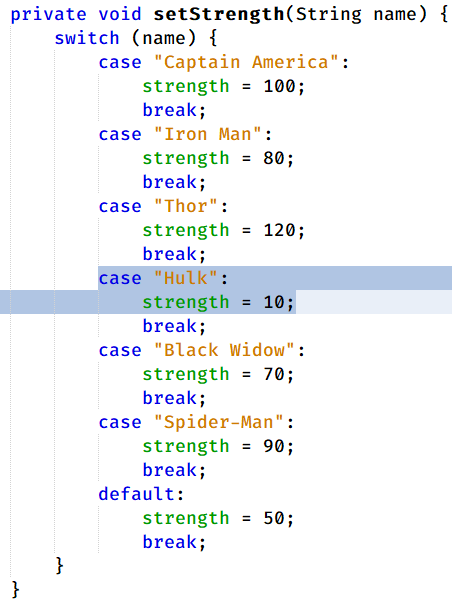 private void setStrength(String name) {
    switch (name) {
        case "Captain America":
            strength = 100;
            break;
        case "Iron Man":
            strength = 80;
            break;
        case "Thor":
            strength = 120;
            break;
        case "Hulk":
            strength = 10;
            break;
        case "Black Widow":
            strength = 70;
            break;
        case "Spider-Man":
            strength = 90;
            break;
        default:
            strength = 50;
            break;
    }
}